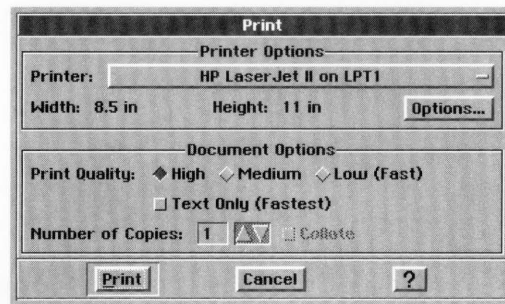 Print
Printer Options
Printer: HP LaserJet II on LPT1
Width: 8.5 in Height: 11 in Options...
Document Options
Print Quality: High Medium Low (Fast)
Text Only (Fastest)
Number of Copies: 1 Collate
Print Cancel ?